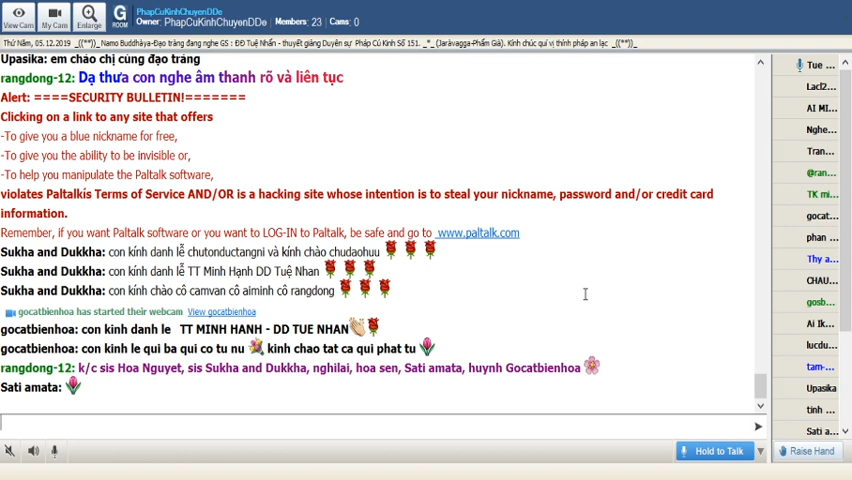 PhapCuKinhChuyenDDe
Owner: PhapCuKinhChuyenDDe Members: 23 Cams: 0
View Cam
My Cam
Enlarge
G
ROOM
Thứ Năm, 05.12.2019 _((**))_ Namo Buddhàya-Đạo tràng đang nghe GS : ĐĐ Tuệ Nhẫn - thuyết giảng Duyên sự Pháp Cú Kinh Số 151. _*_ (Jaràvagga-Phẩm Già). Kính chúc quí vị thính pháp an lạc _((**))_
Upasika: em chào chị cùng đạo tràng
rangdong-12: Dạ thưa con nghe âm thanh rõ và liên tục
Alert: ====SECURITY BULLETIN!=======
Clicking on a link to any site that offers
-To give you a blue nickname for free,
-To give you the ability to be invisible or,
-To help you manipulate the Paltalk software,
violates Paltalkís Terms of Service AND/OR is a hacking site whose intention is to steal your nickname, password and/or credit card
information.
Remember, if you want Paltalk software or you want to LOG-IN to Paltalk, be safe and go to www.paltalk.com
Sukha and Dukkha: con kính danh lễ chutonductangni và kính chào chudaohuu
Sukha and Dukkha: con kính danh lễ TT Minh Hạnh DD Tuệ Nhan
Sukha and Dukkha: con kính chào cô camvan cô aiminh cô rangdong
gocatbienhoa has started their webcam View gocatbienhoa
gocatbienhoa: con kinh danh le TT MINH HANH - DD TUE NHAN
gocatbienhoa: con kinh le qui ba qui co tu nu kinh chao tat ca qui phat tu
rangdong-12: k/c sis Hoa Nguyet, sis Sukha and Dukkha, nghilai, hoa sen, Sati amata, huynh Gocatbienhoa
Sati amata:
Tue ...
Lacl2...
AI MI...
Nghe...
Tran...
@ran...
TK mi...
gocat...
phan ...
Thy a...
CHAU...
gosb...
Ai Ik...
lucdu...
tam-...
Upasika
tinh ...
Sati a...
Hold to Talk
Raise Hand